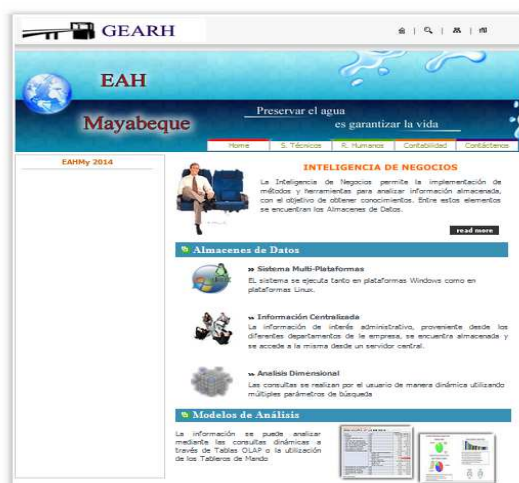 GEARH
EAH
Mayabeque
Preservar el agua
es garantizar la vida
Home
S. Técnicos
R. Humanos
Contabilidad
Contáctenos
EAHMy 2014
INTELIGENCIA DE NEGOCIOS
La Inteligencia de Negocios permite la implementación de
métodos y herramientas para analizar información almacenada,
con el objetivo de obtener conocimientos. Entre estos elementos
se encuentran los Almacenes de Datos.
read more
Almacenes de Datos
» Sistema Multi-Plataformas
EL sistema se ejecuta tanto en plataformas Windows como en
plataformas Linux.
» Información Centralizada
La información de interés administrativo, proveniente desde los
diferentes departamentos de le empresa, se encuentra almacenada y
se accede a la misma desde un servidor central.
» Analisis Dimensional
Las consultas se realizan por el usuario de manera dinámica utilizando
múltiples parámetros de búsqueda
Modelos de Análisis
La información se puede analizar
mediante las consultas dinámicas a
través de Tablas OLAP o la utilización
de los Tableros de Mando